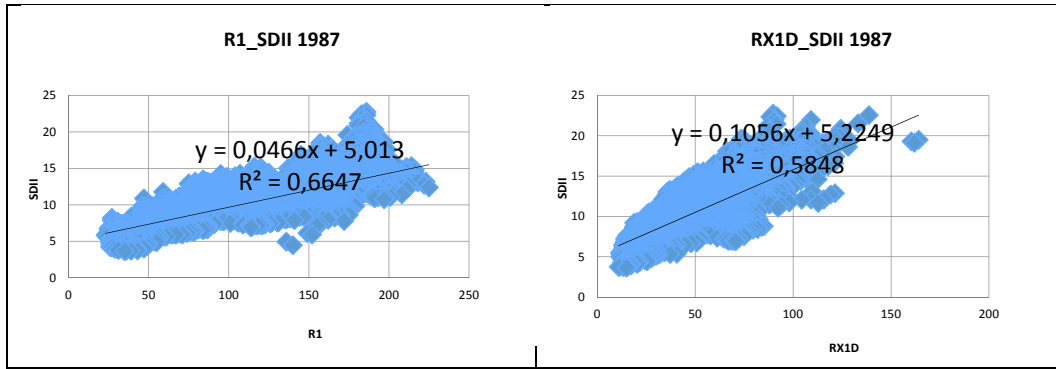 R1_SDII 1987
25
20
15
10
5
0
SDII
y = 0,0466x + 5,013
R² = 0,6647
0 50 100 150 200 250
R1
RX1D_SDII 1987
25
20
15
10
5
0
SDII
y = 0,1056x + 5,2249
R² = 0,5848
0 50 100 150 200
RX1D